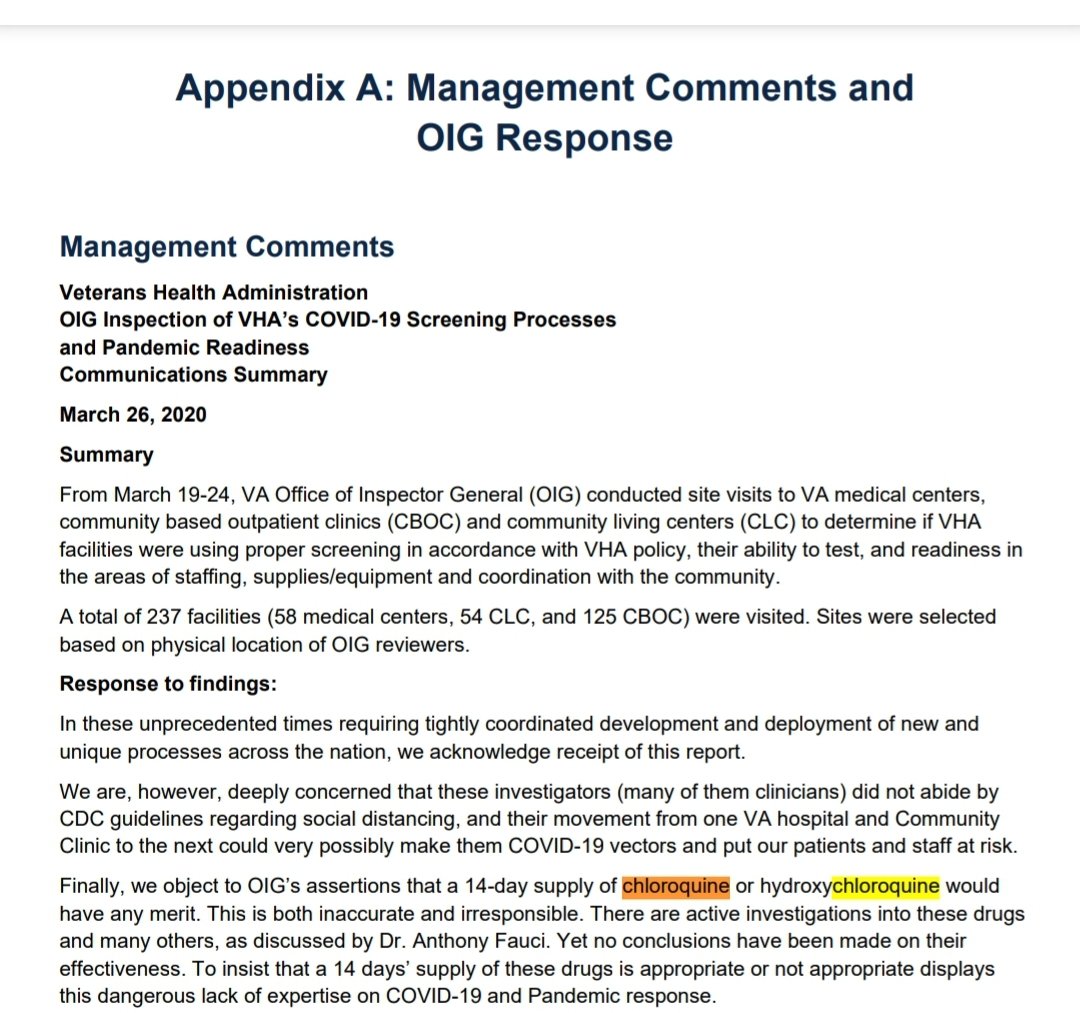 Appendix A: Management Comments and
OIG Response
Management Comments
Veterans Health Administration
OIG Inspection of VHA's COVID-19 Screening Processes
and Pandemic Readiness
Communications Summary
March 26, 2020
Summary
From March 19-24, VA Office of Inspector General (OIG) conducted site visits to VA medical centers,
community based outpatient clinics (CBOC) and community living centers (CLC) to determine if VHA
facilities were using proper screening in accordance with VHA policy, their ability to test, and readiness in
the areas of staffing, supplies/equipment and coordination with the community.
A total of 237 facilities (58 medical centers, 54 CLC, and 125 CBOC) were visited. Sites were selected
based on physical location of OIG reviewers.
Response to findings:
In these unprecedented times requiring tightly coordinated development and deployment of new and
unique processes across the nation, we acknowledge receipt of this report.
We are, however, deeply concerned that these investigators (many of them clinicians) did not abide by
CDC guidelines regarding social distancing, and their movement from one VA hospital and Community
Clinic to the next could very possibly make them COVID-19 vectors and put our patients and staff at risk.
Finally, we object to OIG's assertions that a 14-day supply of chloroquine or hydroxychloroquine would
have any merit. This is both inaccurate and irresponsible. There are active investigations into these drugs
and many others, as discussed by Dr. Anthony Fauci. Yet no conclusions have been made on their
effectiveness. To insist that a 14 days' supply of these drugs is appropriate or not appropriate displays
this dangerous lack of expertise on COVID-19 and Pandemic response.